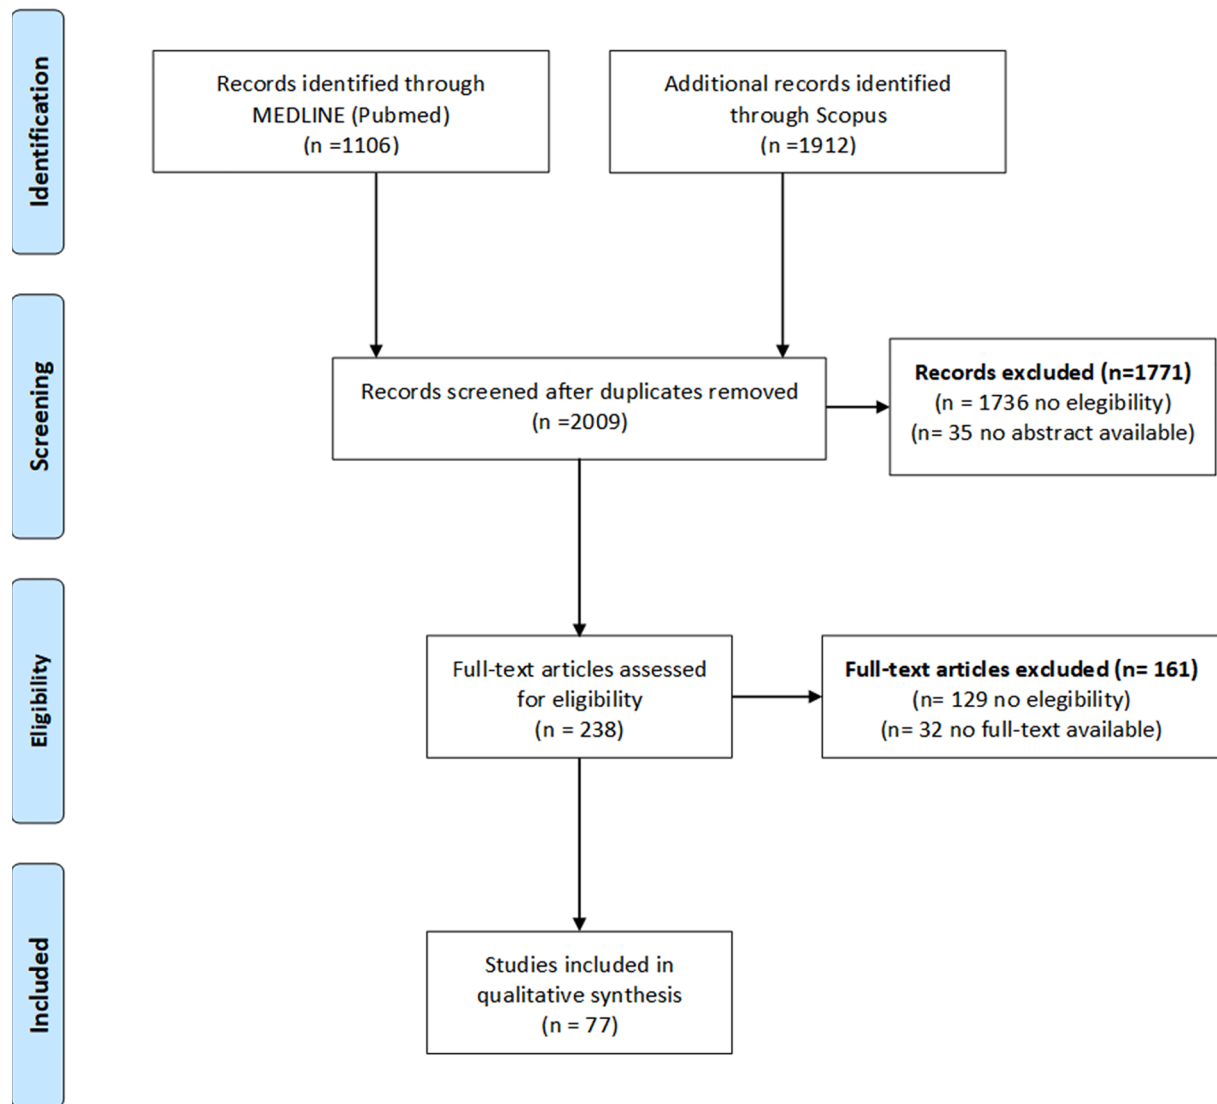 Identification
Records identified through
MEDLINE (Pubmed)
(n =1106)
Additional records identified
through Scopus
(n =1912)
Screening
Records screened after duplicates removed
(n =2009)
Records excluded (n=1771)
(n = 1736 no elegibility)
(n= 35 no abstract available)
Eligibility
Full-text articles assessed
for eligibility
(n = 238)
Full-text articles excluded (n= 161)
(n= 129 no elegibility)
(n= 32 no full-text available)
Included
Studies included in
qualitative synthesis
(n = 77)